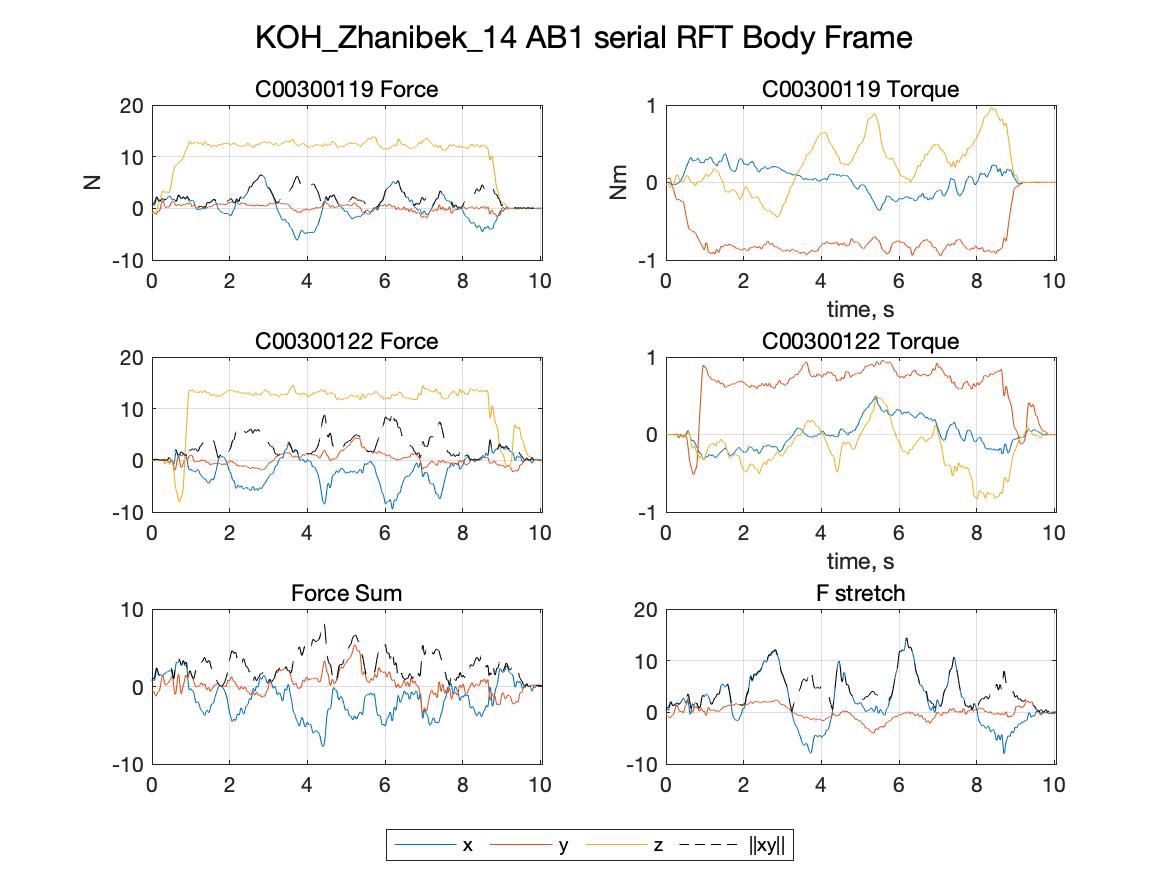 KOH_Zhanibek_14 AB1 serial RFT Body Frame
C00300119 Force
20
10
0
-10
N
0 2 4 6 8 10
C00300119 Torque
1
0
-1
Nm
0 2 4 6 8 10
time, s
C00300122 Force
20
10
0
-10
0 2 4 6 8 10
C00300122 Torque
1
0
-1
0 2 4 6 8 10
time, s
Force Sum
10
0
-10
0 2 4 6 8 10
F stretch
20
10
0
-10
0 2 4 6 8 10
x y z ||xy||